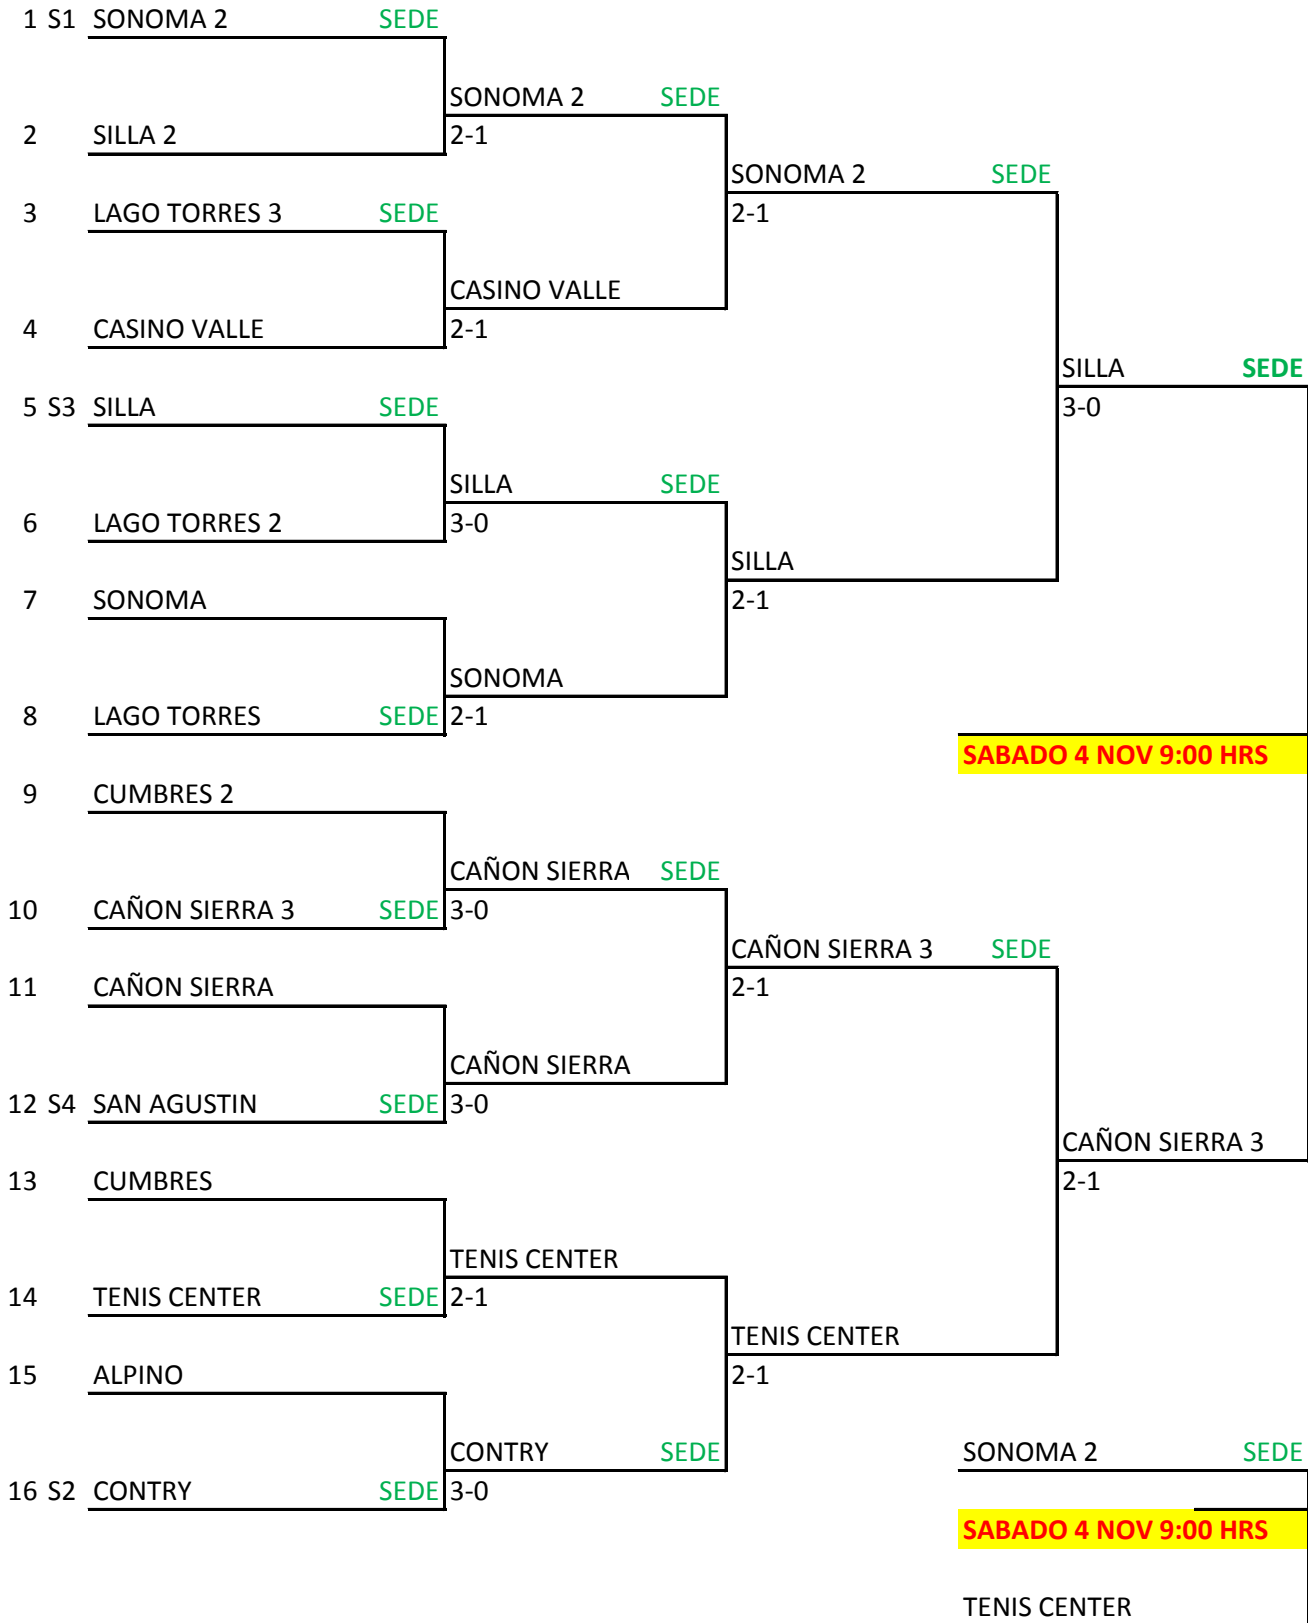 1 S1 SONOMA 2 SEDE
SONOMA 2 SEDE
2 SILLA 2 2-1
SONOMA 2 SEDE
3 LAGO TORRES 3 SEDE 2-1
CASINO VALLE
4 CASINO VALLE 2-1
SILLA SEDE
5 S3 SILLA SEDE 3-0
SILLA SEDE
6 LAGO TORRES 2 3-0
SILLA
7 SONOMA 2-1
SONOMA
8 LAGO TORRES SEDE 2-1
SABADO 4 NOV 9:00 HRS
9 CUMBRES 2
CAÑON SIERRA SEDE
10 CAÑON SIERRA 3 SEDE 3-0
CAÑON SIERRA 3 SEDE
11 CAÑON SIERRA 2-1
CAÑON SIERRA
12 S4 SAN AGUSTIN SEDE 3-0
CAÑON SIERRA 3
13 CUMBRES 2-1
TENIS CENTER
14 TENIS CENTER SEDE 2-1
TENIS CENTER
15 ALPINO 2-1
CONTRY SEDE SONOMA 2 SEDE
16 S2 CONTRY SEDE 3-0
SABADO 4 NOV 9:00 HRS
TENIS CENTER